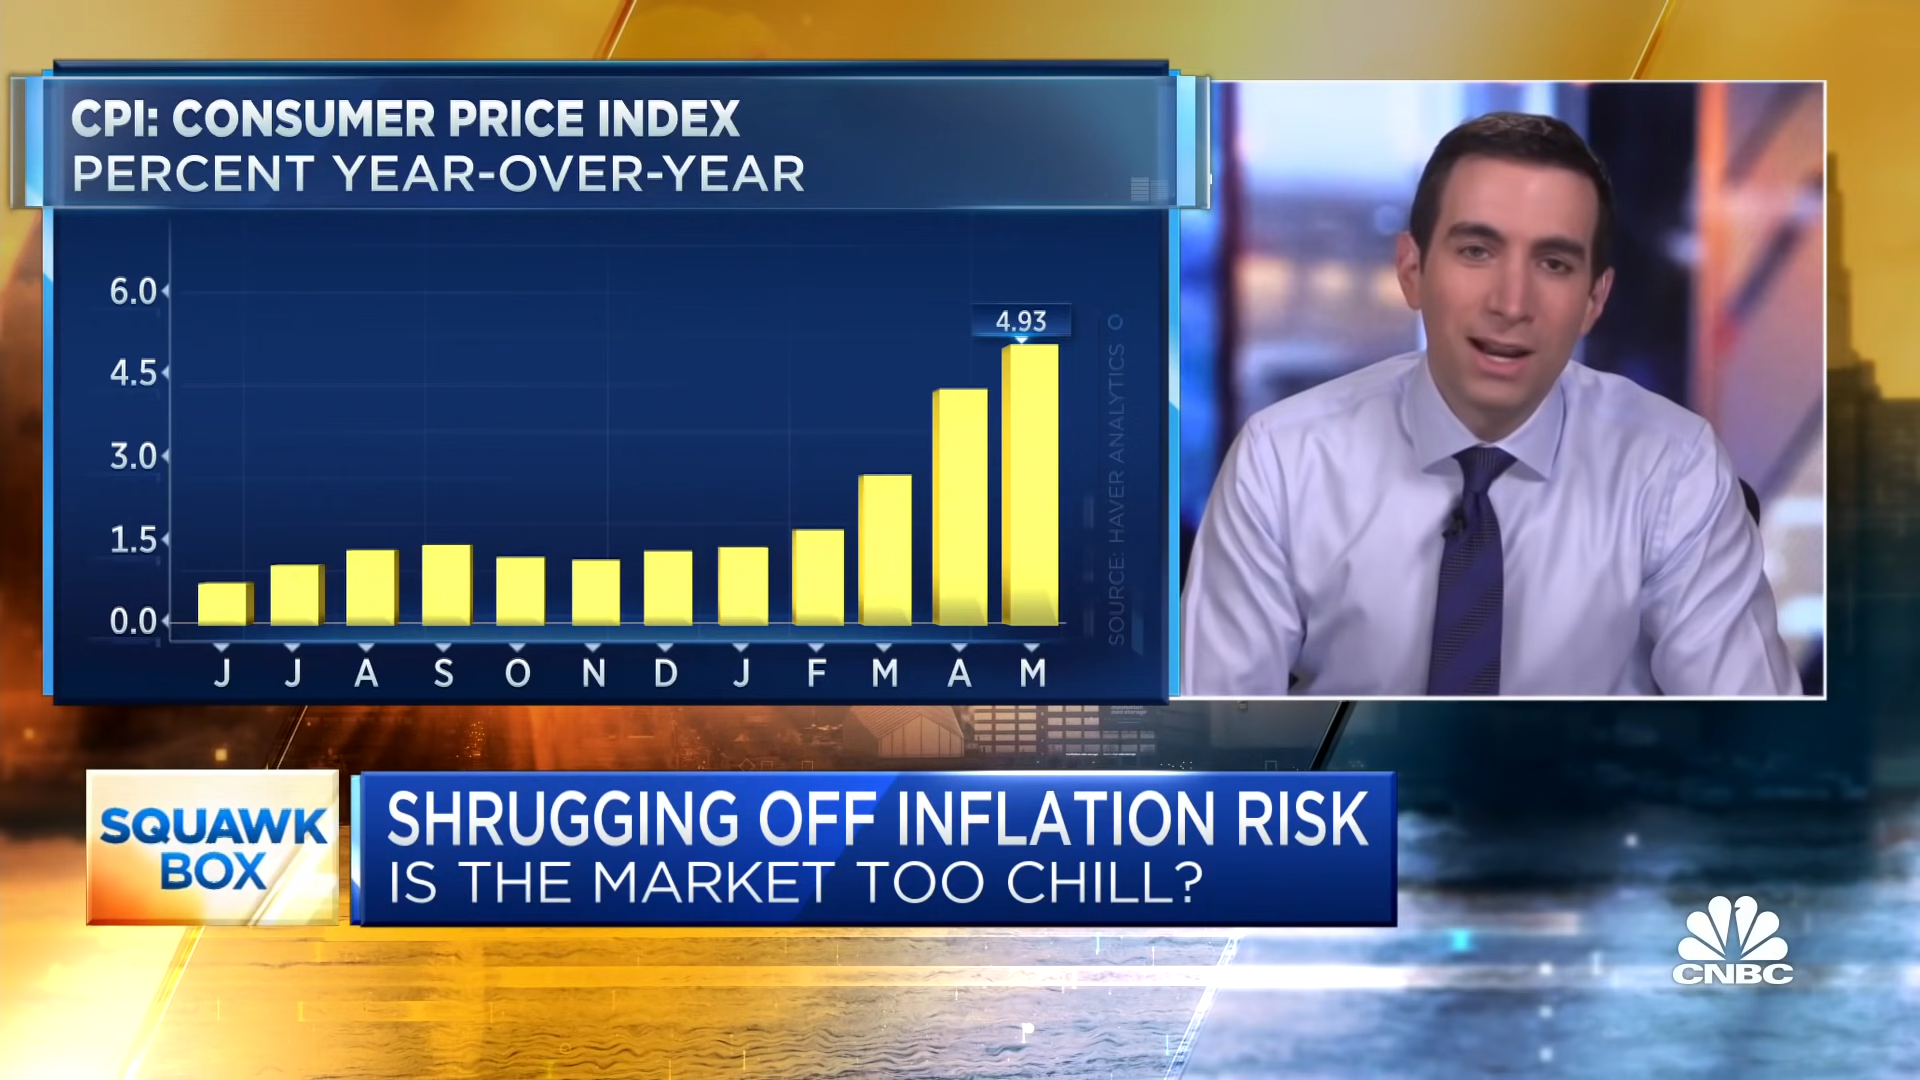 CPI: CONSUMER PRICE INDEX
PERCENT YEAR-OVER-YEAR
6.0
4.5
3.0
1.5
0.0
4.93
J J A S O N D J F M A M
SOURCE: HAVER ANALYTICS
SQUAWK
BOX
SHRUGGING OFF INFLATION RISK
IS THE MARKET TOO CHILL?
CNBC